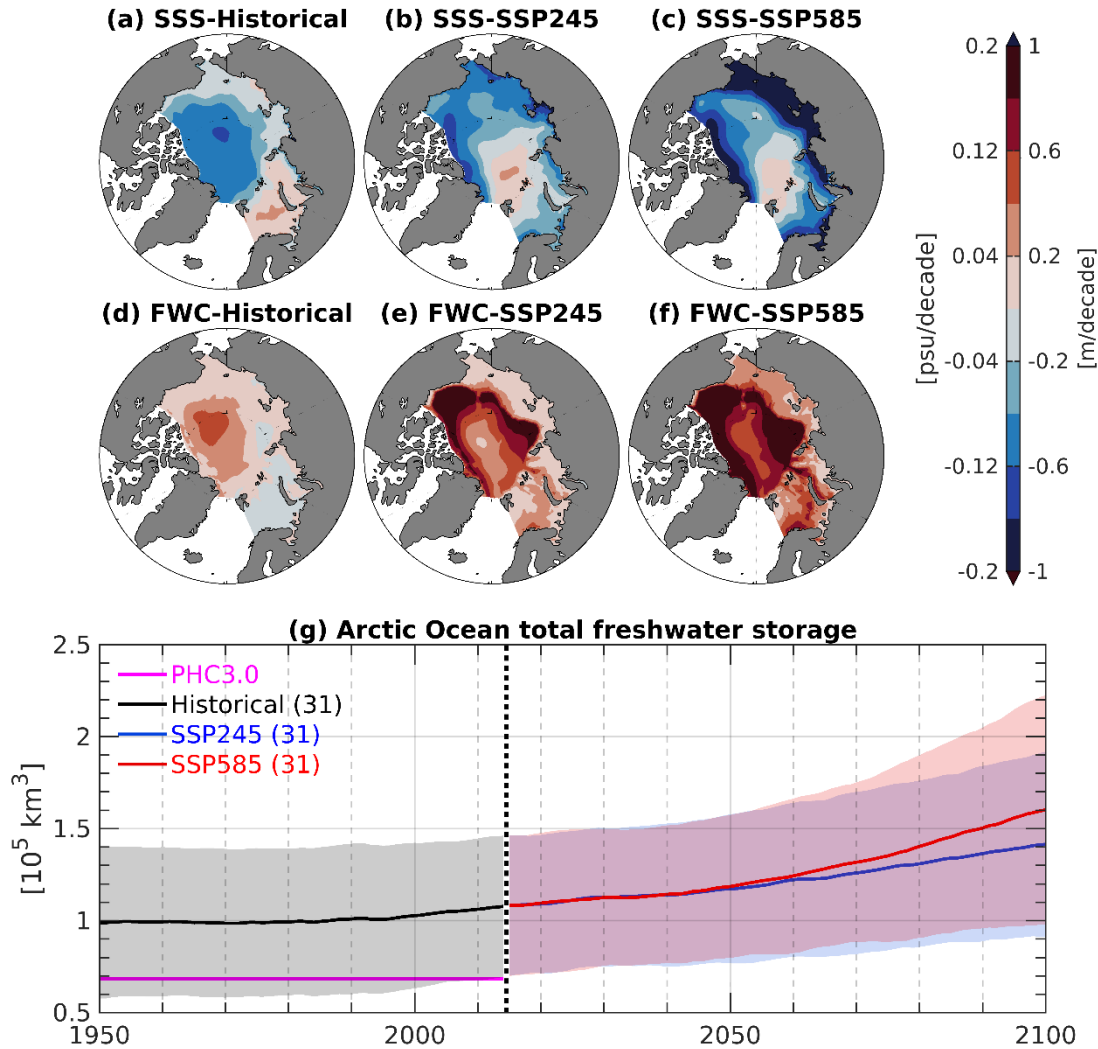 (a) SSS-Historical
(b) SSS-SSP245
(c) SSS-SSP585
(d) FWC-Historical
(e) FWC-SSP245
(f) FWC-SSP585
0.2
0.12
0.04
-0.04
-0.12
-0.2
[psu/decade]
1
0.6
0.2
-0.2
-0.6
-1
[m/decade]
(g) Arctic Ocean total freshwater storage
PHC3.0
Historical (31)
SSP245 (31)
SSP585 (31)
[10⁵ km³]
2.5
2
1.5
1
0.5
1950
2000
2050
2100